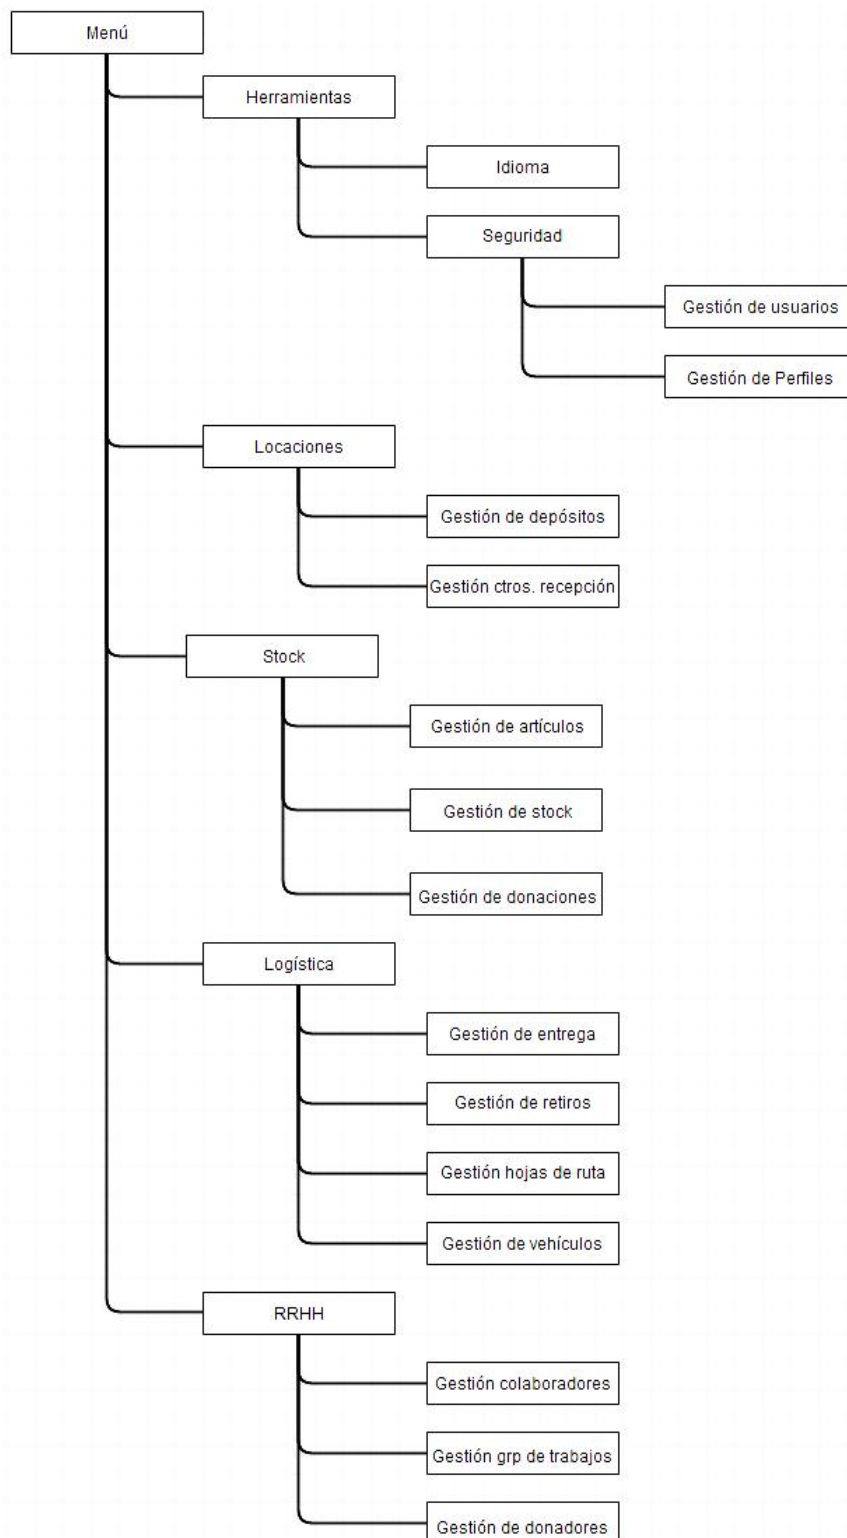 Menú
Herramientas
Idioma
Seguridad
Gestión de usuarios
Gestión de Perfiles
Locaciones
Gestión de depósitos
Gestión ctros. recepción
Stock
Gestión de artículos
Gestión de stock
Gestión de donaciones
Logística
Gestión de entrega
Gestión de retiros
Gestión hojas de ruta
Gestión de vehículos
RRHH
Gestión colaboradores
Gestión grp de trabajos
Gestión de donadores